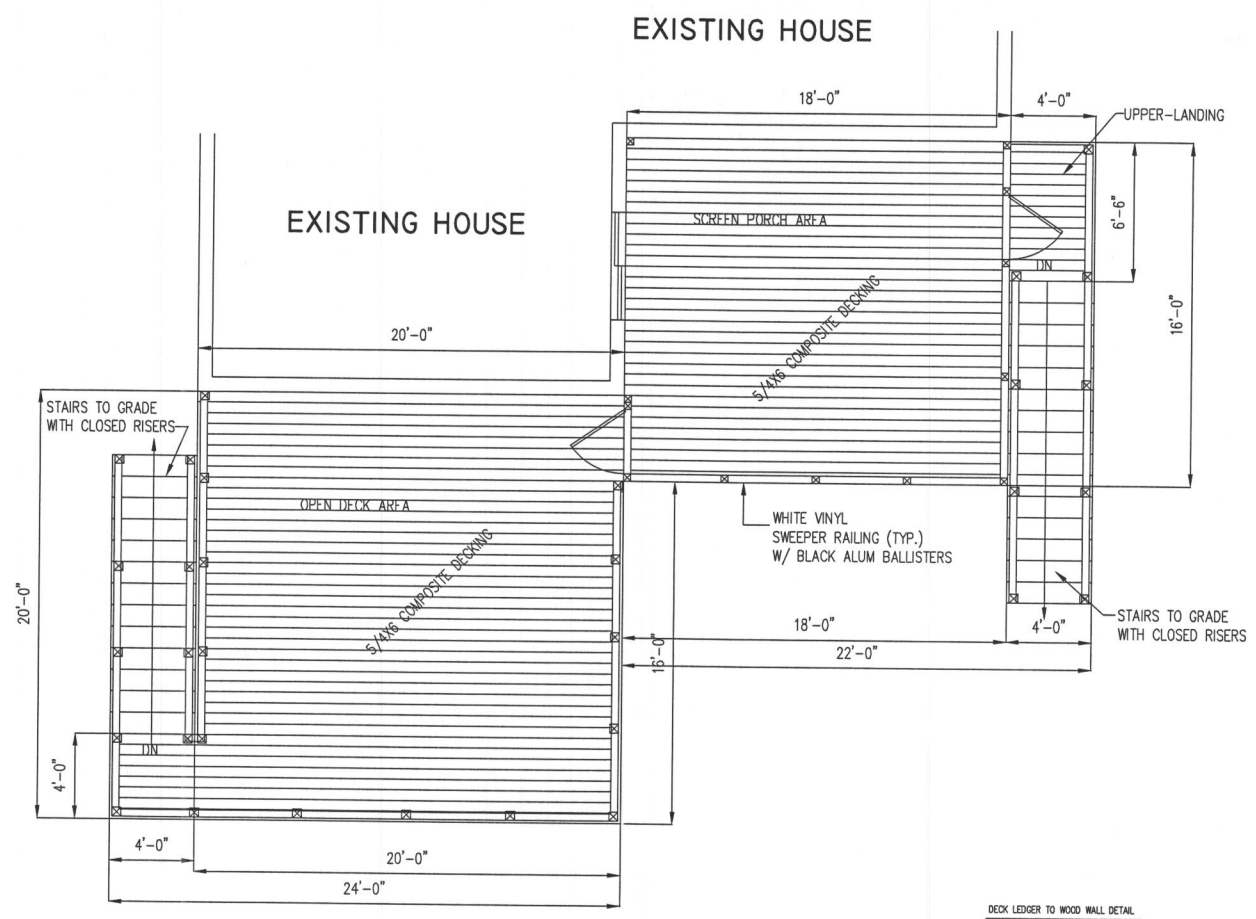 EXISTING HOUSE
18'-0"
4'-0"
UPPER-LANDING
6'-6"
16'-0"
SCREEN PORCH AREA
EXISTING HOUSE
5/4X6 COMPOSITE DECKING
DN
20'-0"
STAIRS TO GRADE
WITH CLOSED RISERS
OPEN DECK AREA
5/4X6 COMPOSITE DECKING
20'-0"
WHITE VINYL
SWEEPER RAILING (TYP.)
W/ BLACK ALUM BALLISTERS
STAIRS TO GRADE
WITH CLOSED RISERS
18'-0"
4'-0"
22'-0"
16'-0"
DN
4'-0"
4'-0"
20'-0"
24'-0"
DECK LEDGER TO WOOD WALL DETAIL